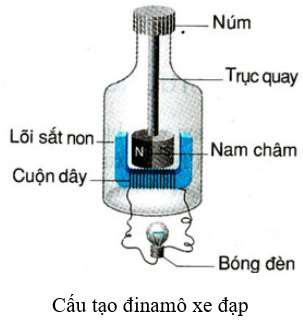 Núm
Trục quay
Lõi sắt non
N
Nam châm
Cuộn dây
Bóng đèn
Cấu tạo đinamô xe đạp